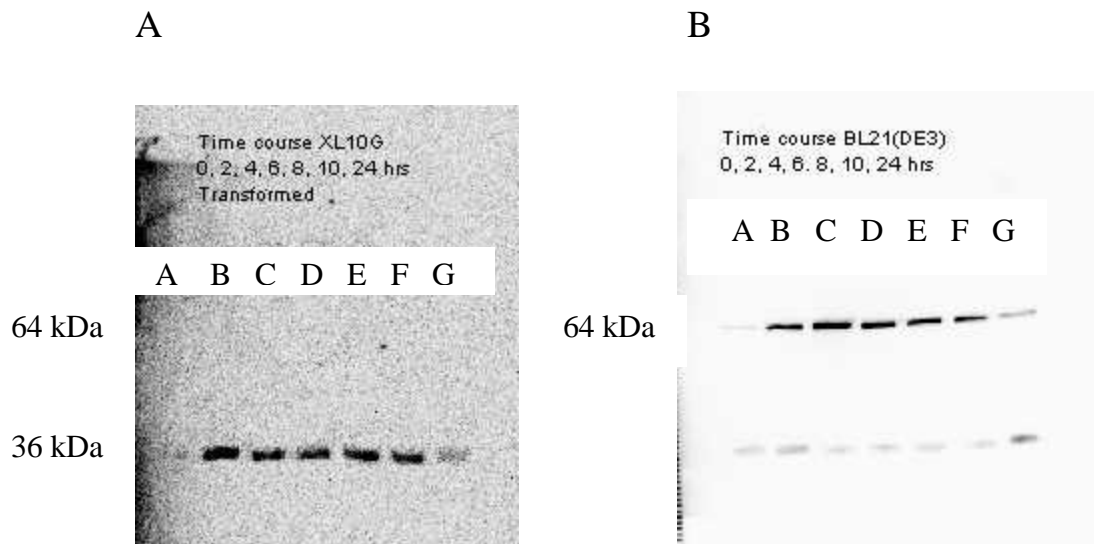 A
B
Time course XL10G
0, 2, 4, 6, 8, 10, 24 hrs
Transformed
A B C D E F G
64 kDa
36 kDa
Time course BL21(DE3)
0, 2, 4, 6. 8, 10, 24 hrs
A B C D E F G
64 kDa